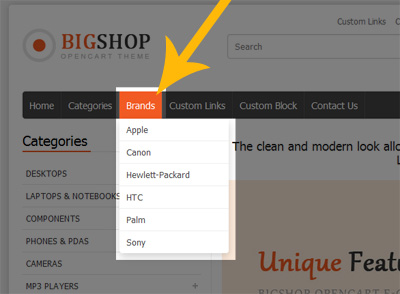 Custom Links
BIGSHOP
OPENCART THEME
Search
Home Categories Brands Custom Links Custom Block Contact Us
Apple
Canon
Hewlett-Packard
HTC
Palm
Sony
Categories
DESKTOPS
LAPTOPS & NOTEBOOKS
COMPONENTS
PHONES & PDAS
CAMERAS
MP3 PLAYERS +
The clean and modern look allo
Unique Featu
BIGSHOP OPENCART E-C